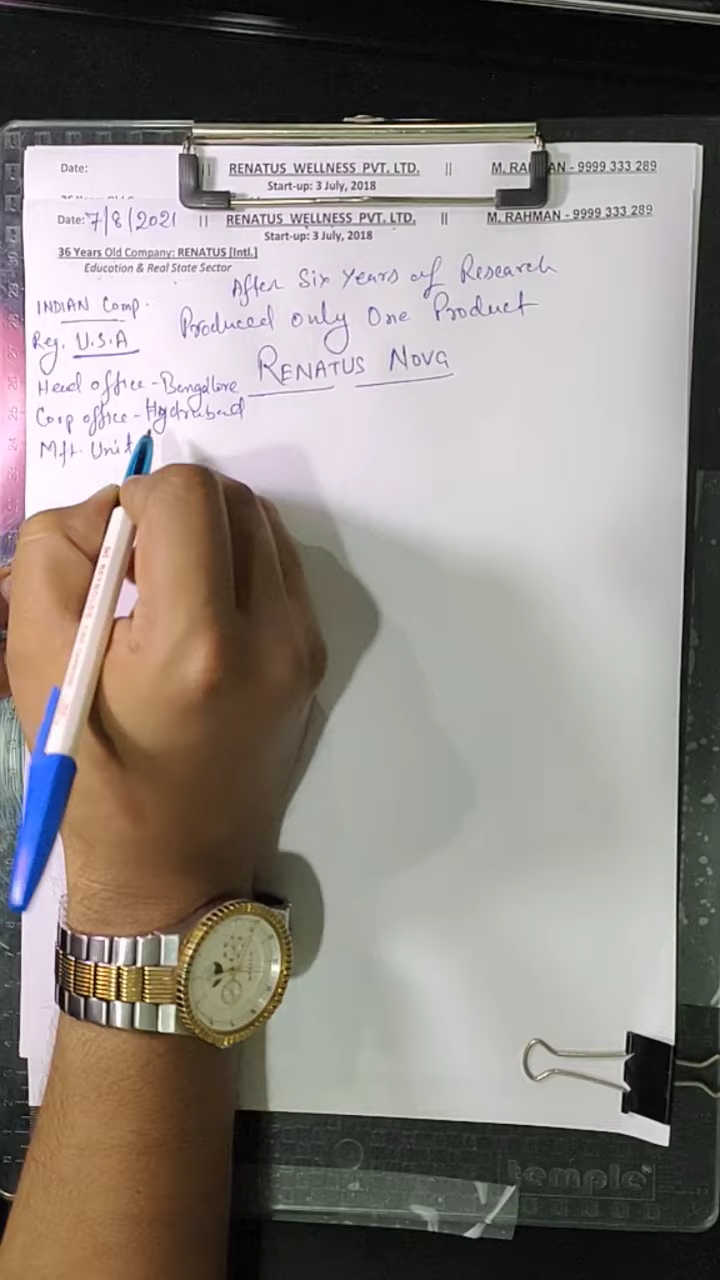 Date: || RENATUS WELLNESS PVT. LTD. || M. RAHMAN - 9999 333 289
Start-up: 3 July, 2018
Date: 7/8/2021 || RENATUS WELLNESS PVT. LTD. || M. RAHMAN - 9999 333 289
Start-up: 3 July, 2018
36 Years Old Company: RENATUS [Intl.]
Education & Real State Sector
After Six Years of Research
INDIAN Comp.
Produced only One Product
Reg. U.S.A
RENATUS NOVA
Head office - Bengalore
Corp office - Hydrabad
Mft. Unit
temple®